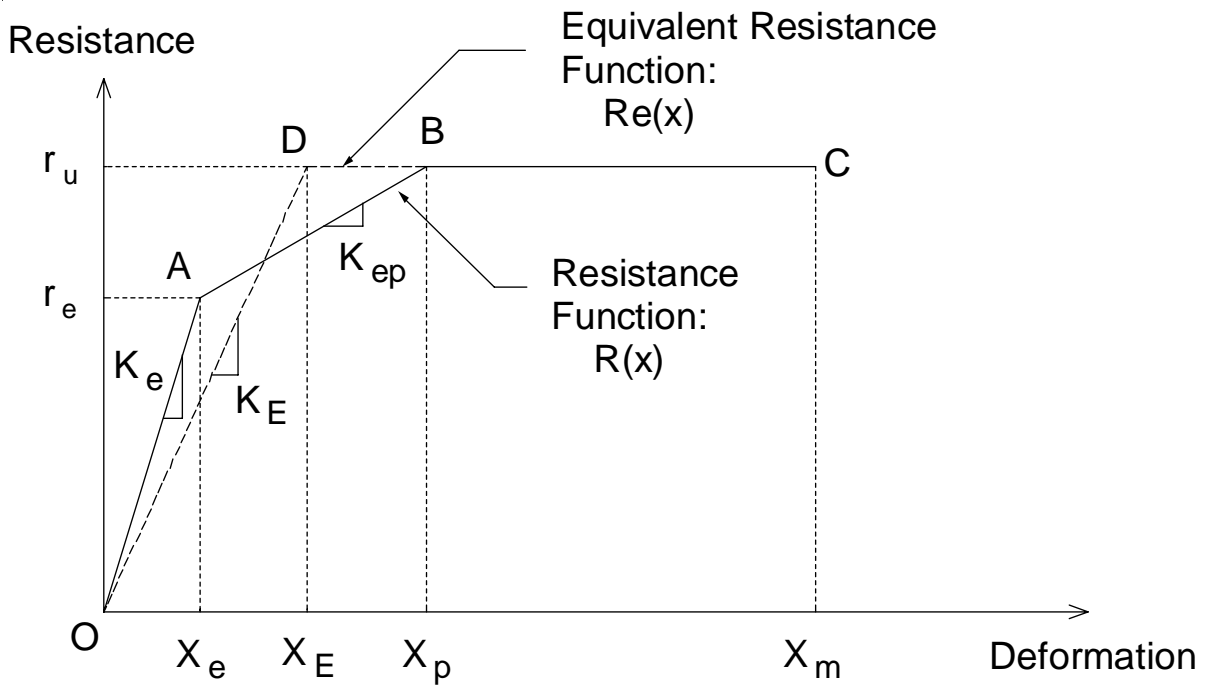 Resistance
Equivalent Resistance
Function:
Re(x)
D
B
r u
C
A
K ep
Resistance
Function:
R(x)
r e
K e
K E
O
X e
X E
X p
X m
Deformation